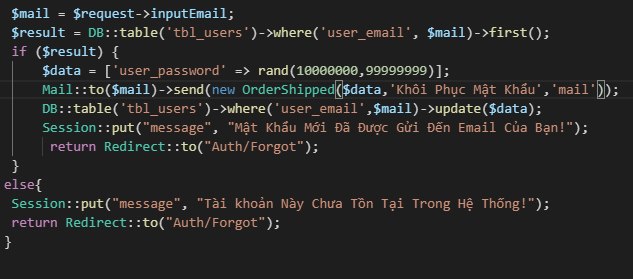 $mail = $request->inputEmail;
$result = DB::table('tbl_users')->where('user_email', $mail)->first();
if ($result) {
$data = ['user_password' => rand(10000000,99999999)];
Mail::to($mail)->send(new OrderShipped($data,'Khôi Phục Mật Khẩu','mail'));
DB::table('tbl_users')->where('user_email',$mail)->update($data);
Session::put("message", "Mật Khẩu Mới Đã Được Gửi Đến Email Của Bạn!");
return Redirect::to("Auth/Forgot");
}
else{
Session::put("message", "Tài khoản Này Chưa Tồn Tại Trong Hệ Thống!");
return Redirect::to("Auth/Forgot");
}